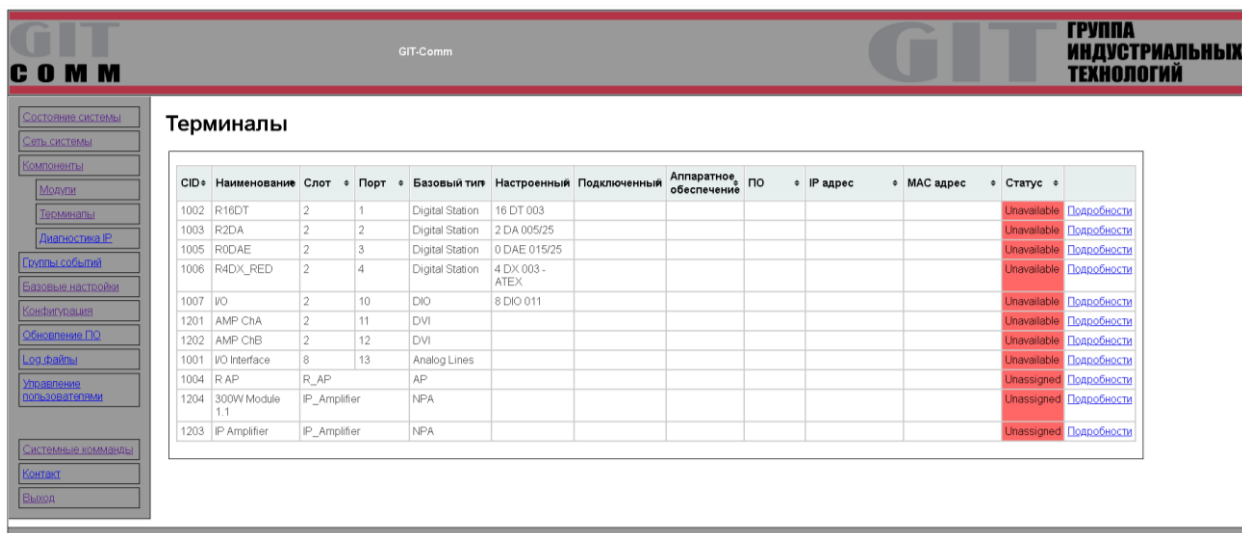 GIT
COMM
GIT-Comm
GIT
ГРУППА
ИНДУСТРИАЛЬНЫХ
ТЕХНОЛОГИЙ
Состояние системы
Сеть системы
Компоненты
Модули
Терминалы
Диагностика IP
Группы событий
Базовые настройки
Конфигурация
Обновление ПО
Log файлы
Управление
пользователями
Системные комманды
Контакт
Выход
Терминалы
CID Наименование Слот Порт Базовый тип Настроенный Подключенный Аппаратное обеспечение ПО IP адрес MAC адрес Статус
1002 R16DT 2 1 Digital Station 16 DT 003 Unavailable Подробности
1003 R2DA 2 2 Digital Station 2 DA 005/25 Unavailable Подробности
1005 R0DAE 2 3 Digital Station 0 DAE 015/25 Unavailable Подробности
1006 R4DX_RED 2 4 Digital Station 4 DX 003 - Unavailable Подробности
ATEX
1007 I/O 2 10 DIO 8 DIO 011 Unavailable Подробности
1201 AMP ChA 2 11 DVI Unavailable Подробности
1202 AMP ChB 2 12 DVI Unavailable Подробности
1001 I/O Interface 8 13 Analog Lines Unavailable Подробности
1004 R AP R_AP AP Unassigned Подробности
1204 300W Module IP_Amplifier NPA Unassigned Подробности
1.1
1203 IP Amplifier IP_Amplifier NPA Unassigned Подробности